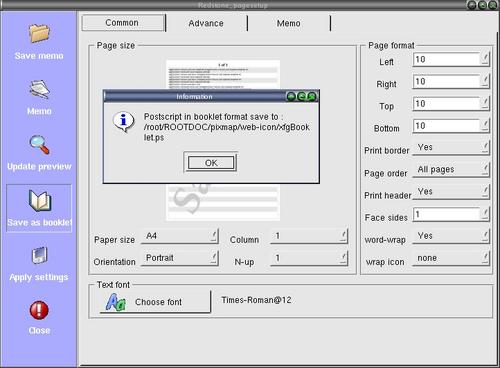 Redstone_pagesetup
Save memo
Memo
Update preview
Save as booklet
Apply settings
Close
Common
Advance
Memo
Page size
1 of 1
Sa
Information
Postscript in booklet format save to :
/root/ROOTDOC/pixmap/web-icon/xfgBook
let.ps
OK
Paper size A4
Column 1
Orientation Portrait
N-up 1
Page format
Left 10
Right 10
Top 10
Bottom 10
Print border Yes
Page order All pages
Print header Yes
Face sides 1
word-wrap Yes
wrap icon none
Text font
Choose font
Times-Roman@12